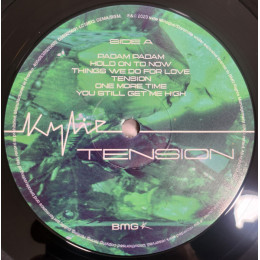 SIDE A
PADAM PADAM
HOLD ON TO NOW
THINGS WE DO FOR LOVE
TENSION
ONE MORE TIME
YOU STILL GET ME HIGH
Kylie
TENSION
BMG